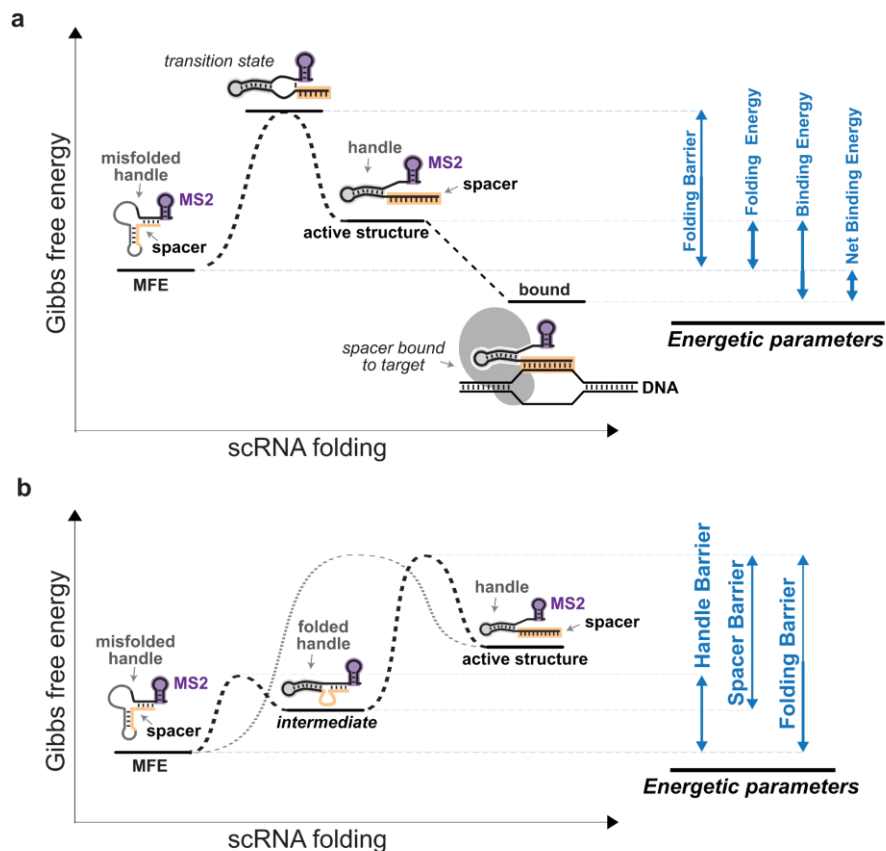 a
Gibbs free energy
transition state
misfolded
handle
MS2
spacer
MFE
handle
MS2
spacer
active structure
bound
spacer bound
to target
DNA
scRNA folding
Folding Barrier
Folding Energy
Binding Energy
Net Binding Energy
Energetic parameters
b
Gibbs free energy
misfolded
handle
MS2
spacer
MFE
folded
handle
intermediate
handle
MS2
spacer
active structure
scRNA folding
Handle Barrier
Spacer Barrier
Folding Barrier
Energetic parameters